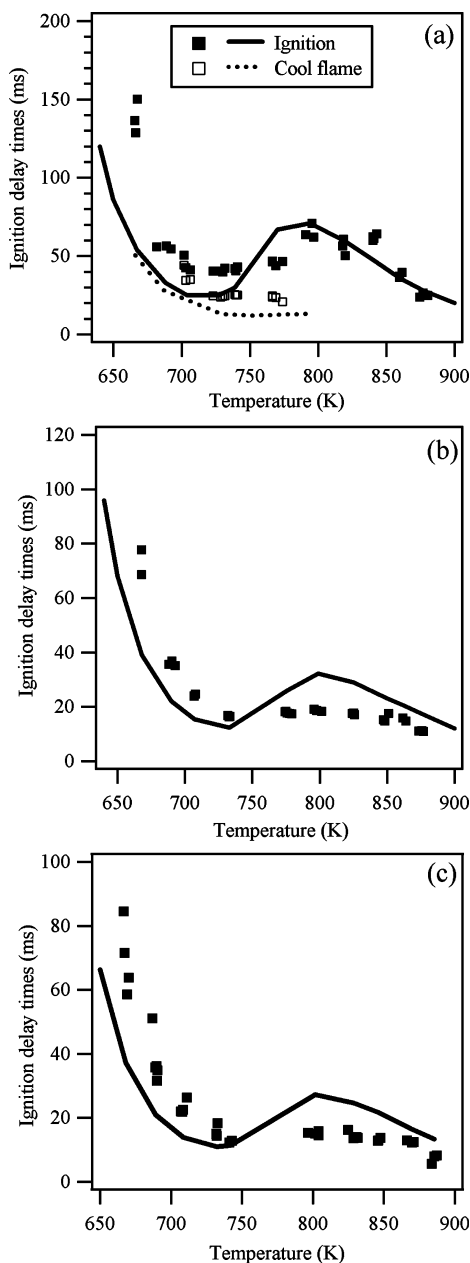 200
(a)
Ignition
Cool flame
150
100
50
0
Ignition delay times (ms)
650 700 750 800 850 900
Temperature (K)
120
(b)
100
80
60
40
20
0
Ignition delay times (ms)
650 700 750 800 850 900
Temperature (K)
100
(c)
80
60
40
20
0
Ignition delay times (ms)
650 700 750 800 850 900
Temperature (K)